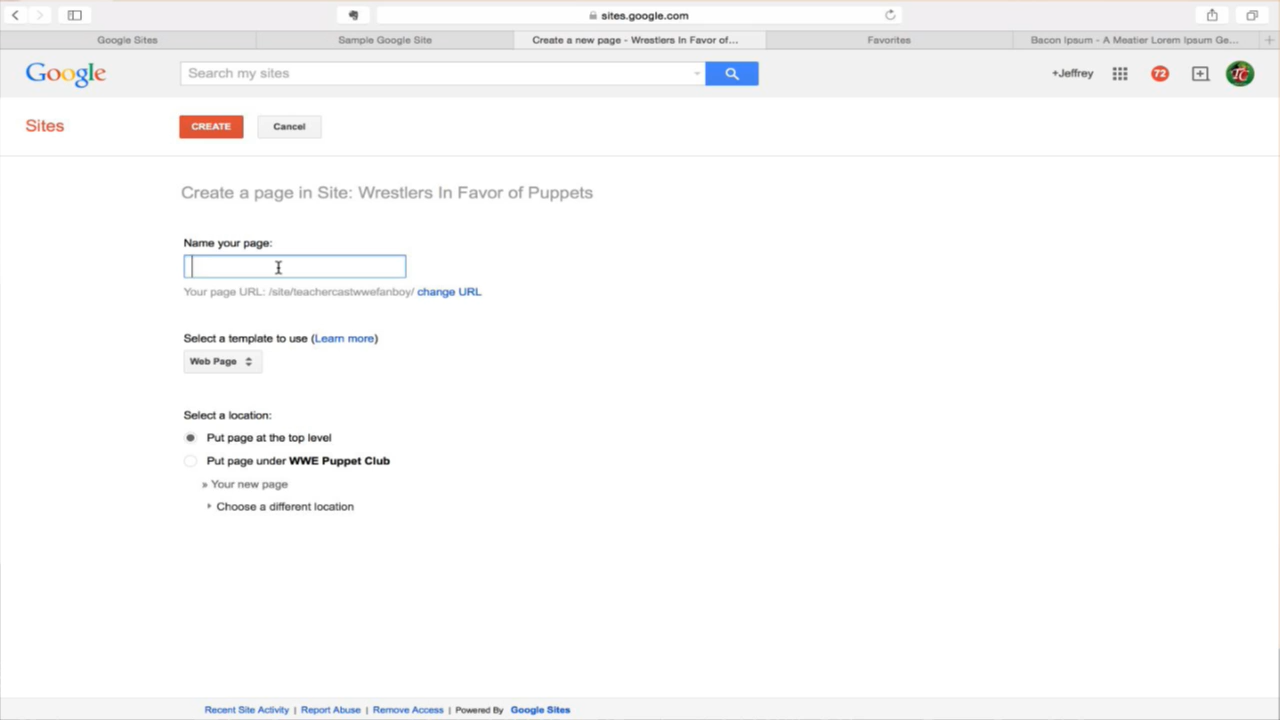 sites.google.com
Google Sites
Sample Google Site
Create a new page - Wrestlers In Favor of...
Favorites
Bacon Ipsum - A Meatier Lorem Ipsum Ge...
Google
Search my sites
+Jeffrey
72
TC
Sites
CREATE
Cancel
Create a page in Site: Wrestlers In Favor of Puppets
Name your page:
Your page URL: /site/teachercastwwefanboy/ change URL
Select a template to use (Learn more)
Web Page
Select a location:
Put page at the top level
Put page under WWE Puppet Club
» Your new page
Choose a different location
Recent Site Activity | Report Abuse | Remove Access | Powered By Google Sites